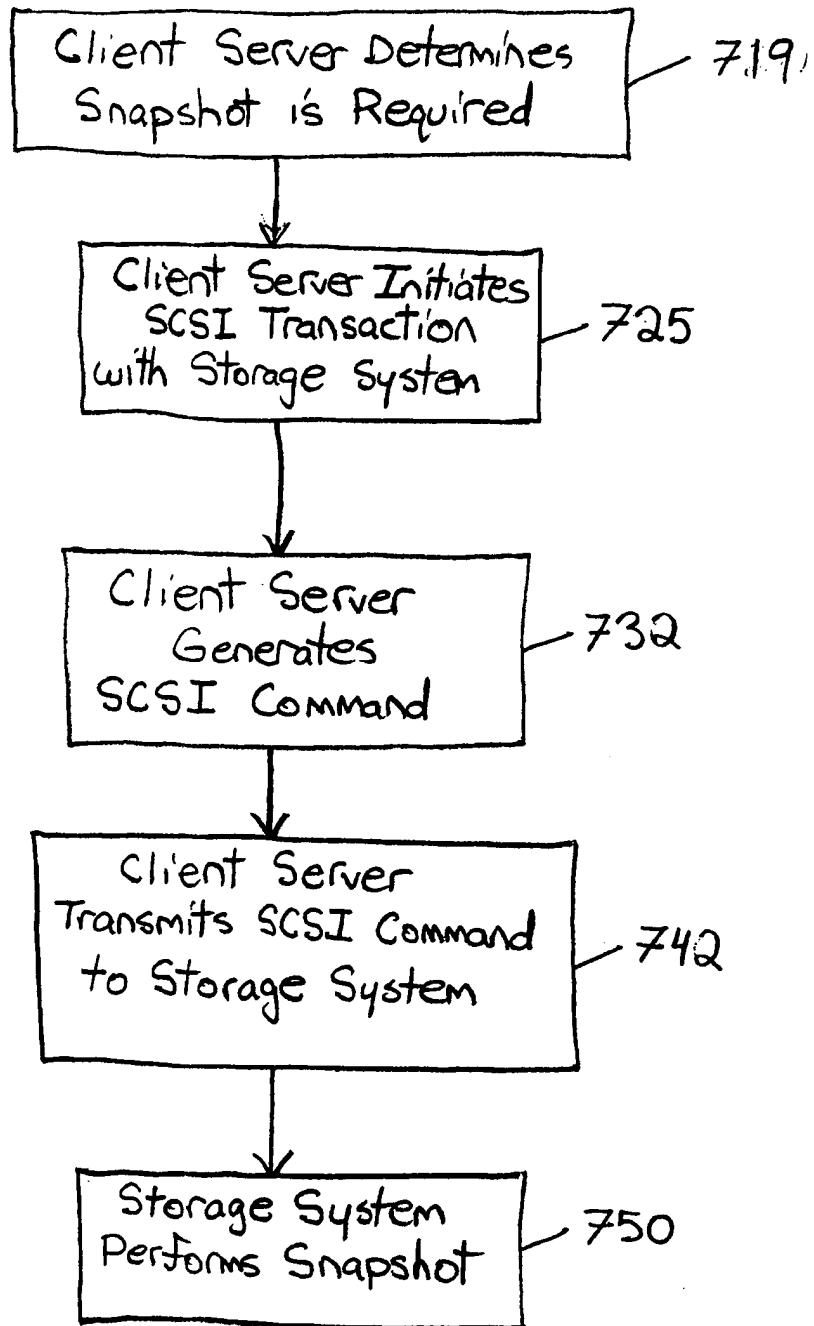 Client Server Determines
Snapshot is Required
719
Client Server Initiates
SCSI Transaction
with Storage System
725
Client Server
Generates
SCSI Command
732
Client Server
Transmits SCSI Command
to Storage System
742
Storage System
Performs Snapshot
750